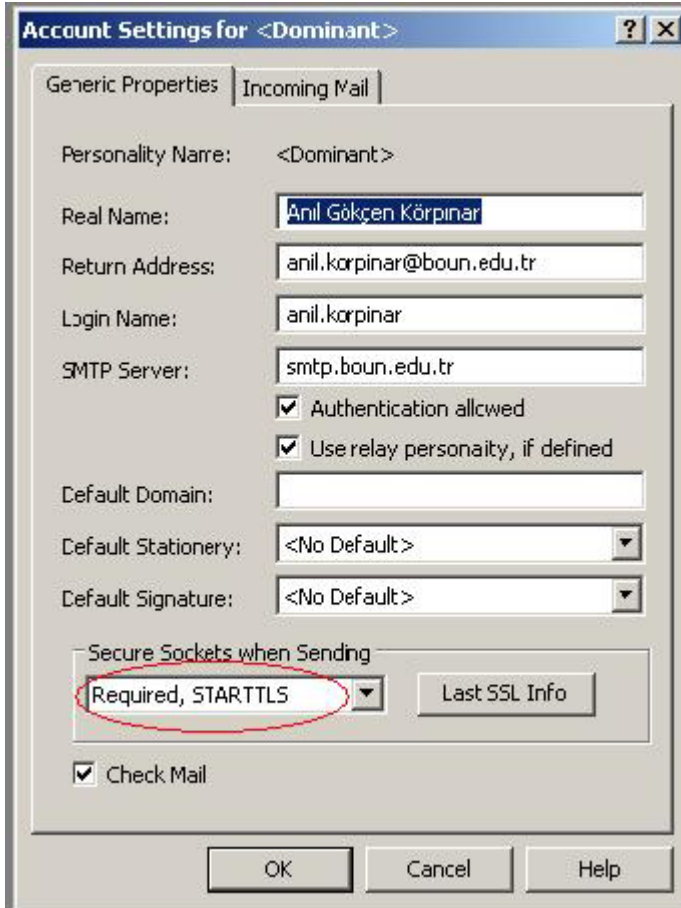 Account Settings for <Dominant>
Generic Properties
Incoming Mail
Personality Name: <Dominant>
Real Name: Anıl Gökçen Körpınar
Return Address: anil.korpinar@boun.edu.tr
Login Name: anil.korpinar
SMTP Server: smtp.boun.edu.tr
Authentication allowed
Use relay personaity, if defined
Default Domain:
Default Stationery: <No Default>
Default Signature: <No Default>
Secure Sockets when Sending
Required, STARTTLS
Last SSL Info
Check Mail
OK Cancel Help